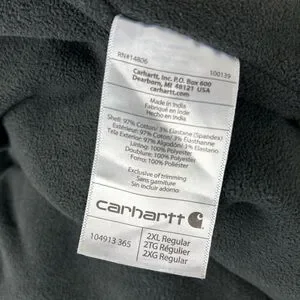 RN#14806 100139
Carhartt, Inc. P.O. Box 600
Dearborn, MI 48121 USA
carhartt.com
Made in India
Fabriqué en Inde
Hecho en India
Shell: 97% Cotton/ 3% Elastane (Spandex)
Extérieur: 97% Coton/ 3% Élasthanne
Tela Exterior: 97% Algodón/ 3% Elastano
Lining: 100% Polyester
Doublure: 100% Polyester
Forro: 100% Poliéster
Exclusive of trimming
Sans garniture
Sin incluir adorno
carhartt
104913 365
2XL Regular
2TG Régulier
2XG Regular